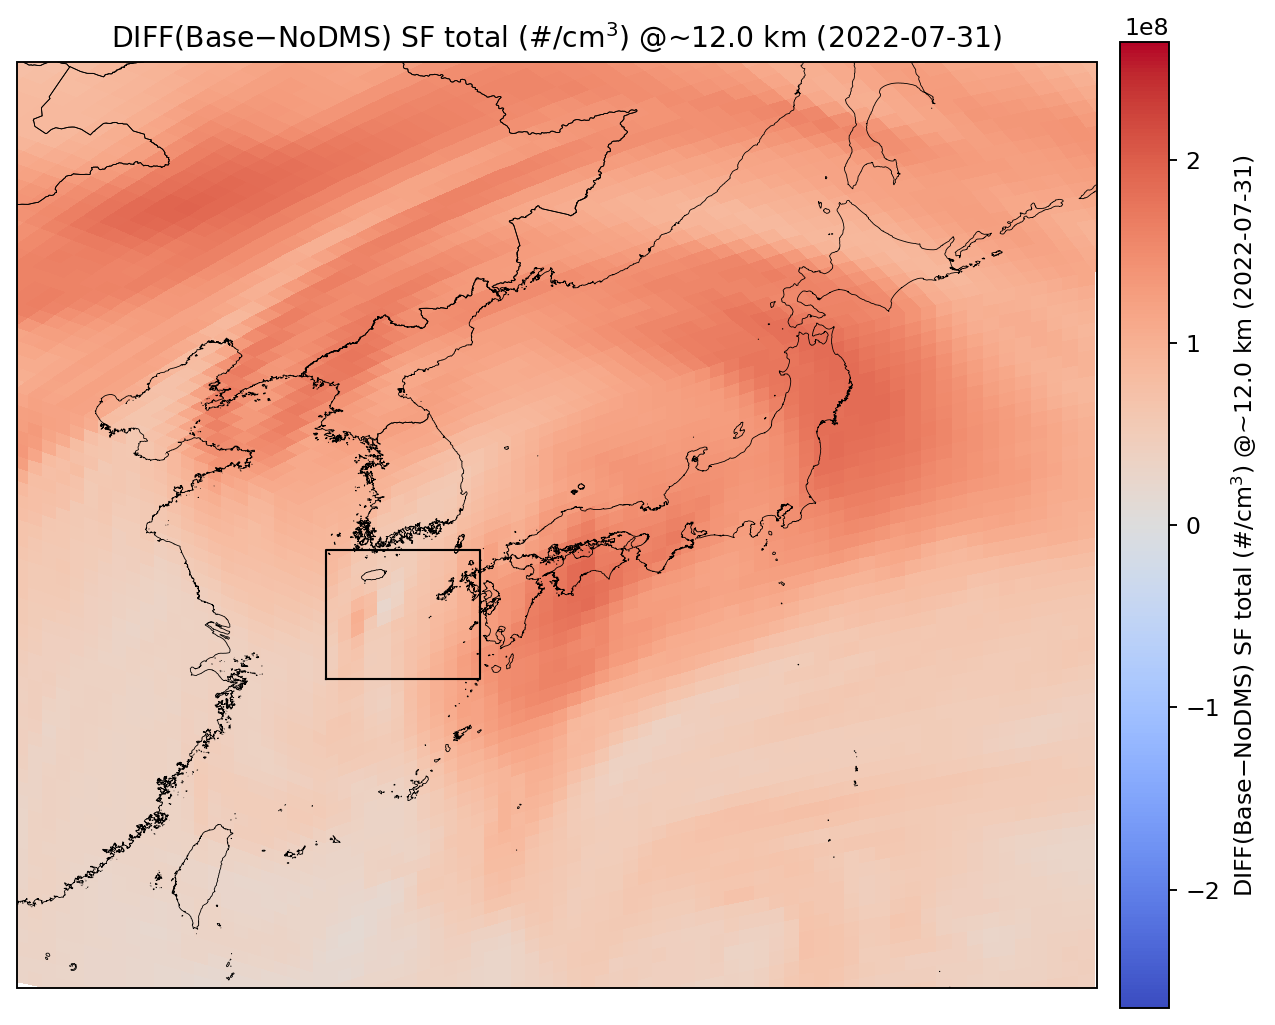 DIFF(Base−NoDMS) SF total (#/cm³) @~12.0 km (2022-07-31)
1e8
2
1
0
−1
−2
DIFF(Base−NoDMS) SF total (#/cm³) @~12.0 km (2022-07-31)